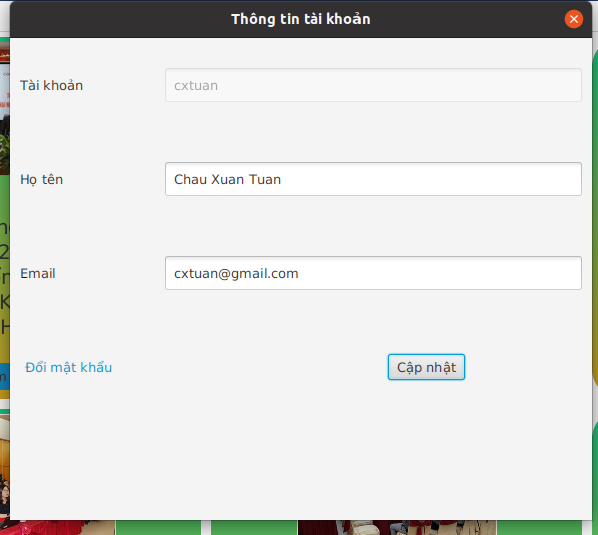 Thông tin tài khoản
Tài khoản
cxtuan
Họ tên
Chau Xuan Tuan
Email
cxtuan@gmail.com
Đổi mật khẩu
Cập nhật